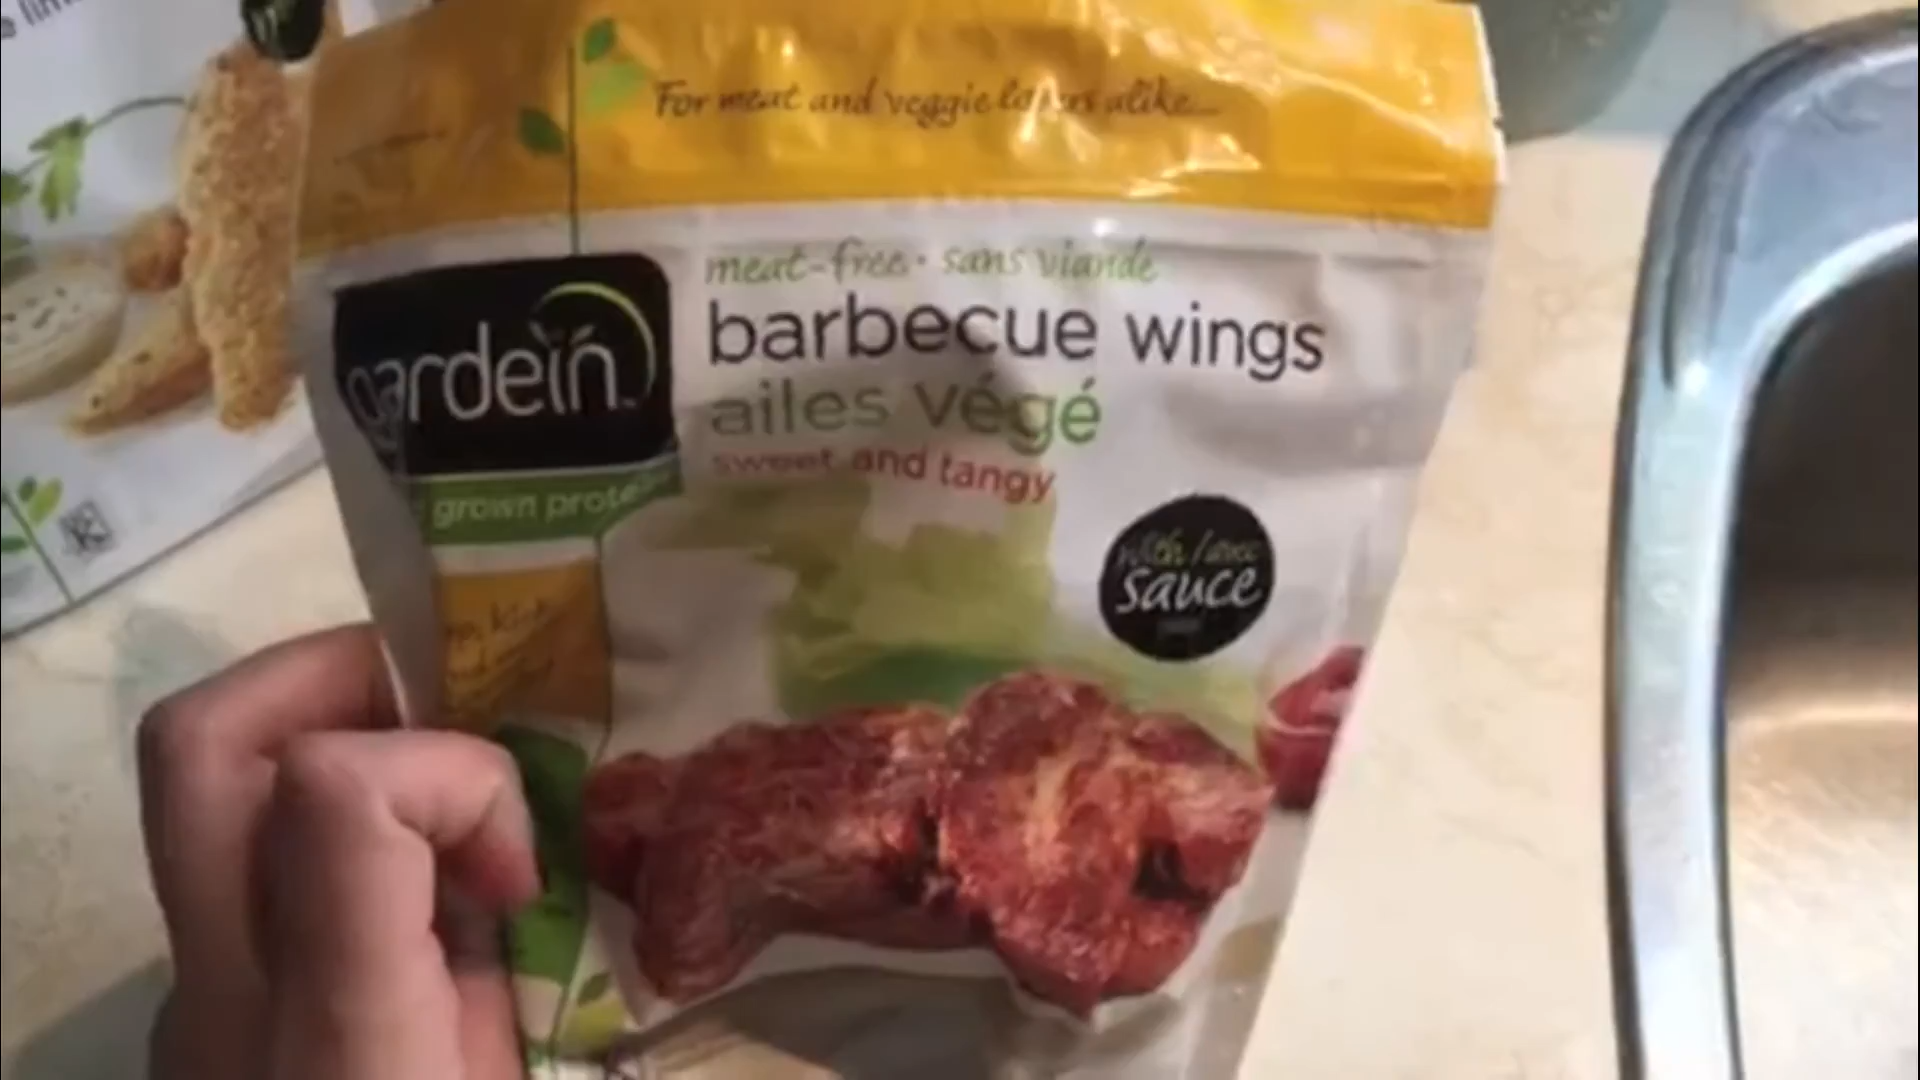 For meat and veggie lovers alike...
meat-free · sans viande
barbecue wings
ailes végé
sweet and tangy
gardein
grown protein
with / avec
sauce